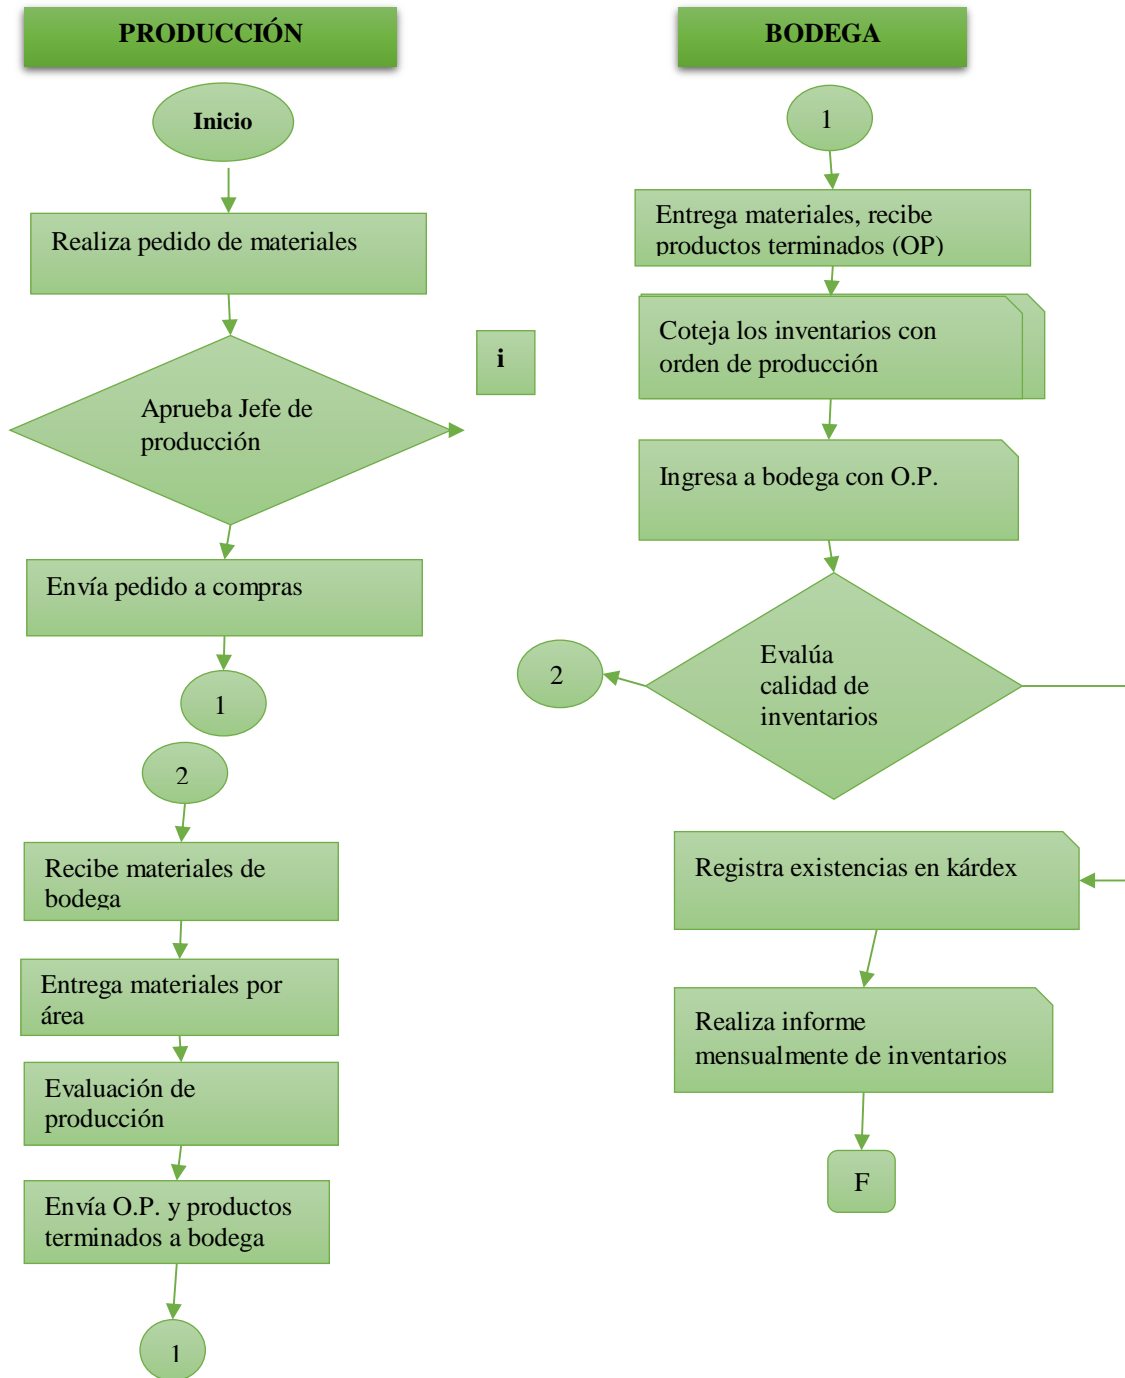 PRODUCCIÓN
Inicio
Realiza pedido de materiales
Aprueba Jefe de
producción
i
Envía pedido a compras
1
2
Recibe materiales de
bodega
Entrega materiales por
área
Evaluación de
producción
Envía O.P. y productos
terminados a bodega
1
BODEGA
1
Entrega materiales, recibe
productos terminados (OP)
Coteja los inventarios con
orden de producción
Ingresa a bodega con O.P.
Evalúa
calidad de
inventarios
2
Registra existencias en kárdex
Realiza informe
mensualmente de inventarios
F